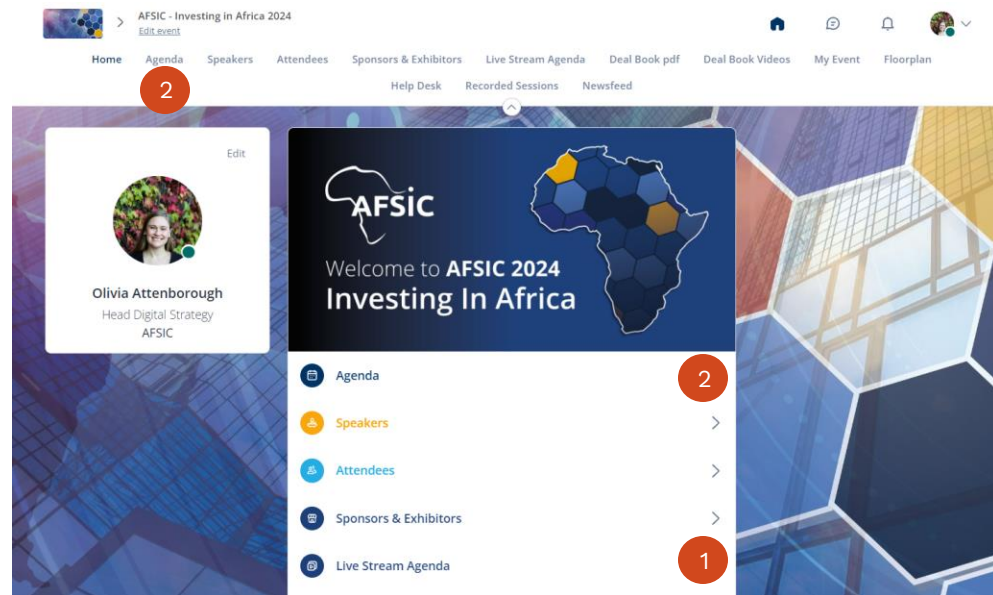 AFSIC - Investing in Africa 2024
Edit event
Home Agenda Speakers Attendees Sponsors & Exhibitors Live Stream Agenda Deal Book pdf Deal Book Videos My Event Floorplan
2
Help Desk Recorded Sessions Newsfeed
Edit
AFSIC
Welcome to AFSIC 2024
Investing In Africa
Olivia Attenborough
Head Digital Strategy
AFSIC
Agenda
2
Speakers
Attendees
Sponsors & Exhibitors
Live Stream Agenda
1